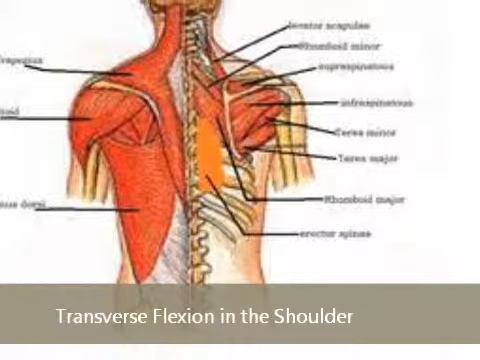 levator scapulae
Rhomboid minor
trapezius
supraspinatous
infraspinatous
Teres minor
Teres major
Rhomboid major
erector spinae
Transverse Flexion in the Shoulder